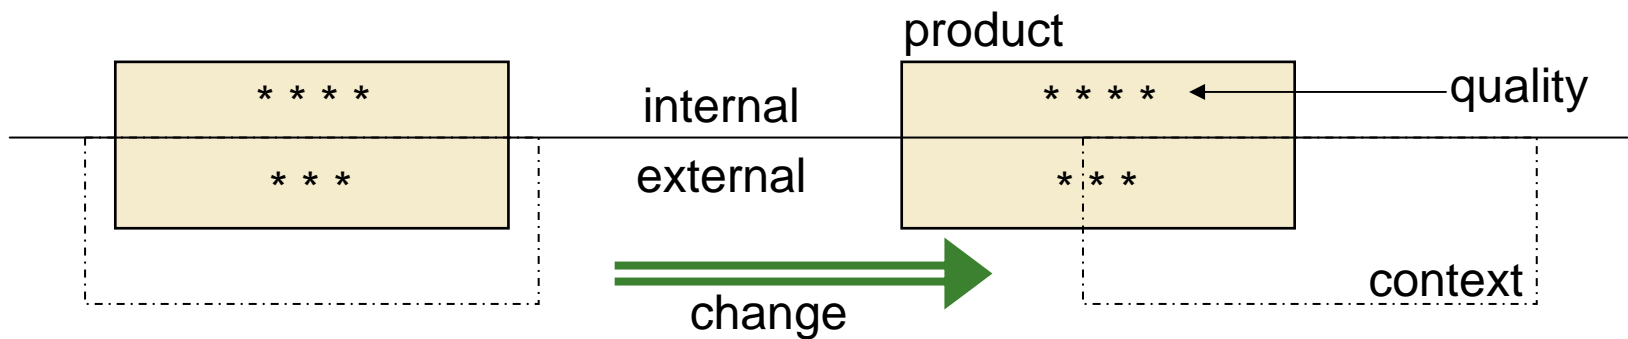 product
* * * *
internal
* * * *
quality
external
* * *
* * *
context
change